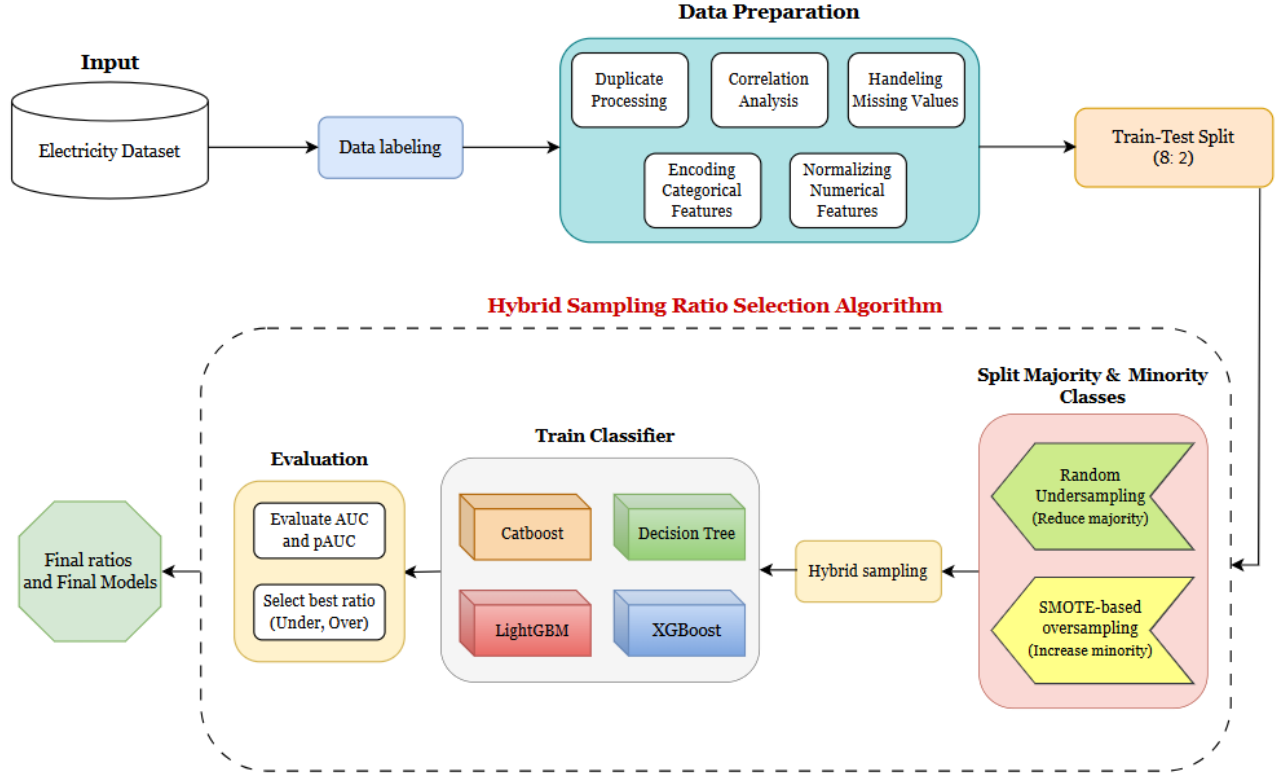 Data Preparation
Input
Electricity Dataset
Data labeling
Duplicate
Processing
Correlation
Analysis
Handeling
Missing Values
Encoding
Categorical
Features
Normalizing
Numerical
Features
Train-Test Split
(8: 2)
Hybrid Sampling Ratio Selection Algorithm
Split Majority & Minority
Classes
Random
Undersampling
(Reduce majority)
SMOTE-based
oversampling
(Increase minority)
Hybrid sampling
Train Classifier
Catboost
Decision Tree
LightGBM
XGBoost
Evaluation
Evaluate AUC
and pAUC
Select best ratio
(Under, Over)
Final ratios
and Final Models